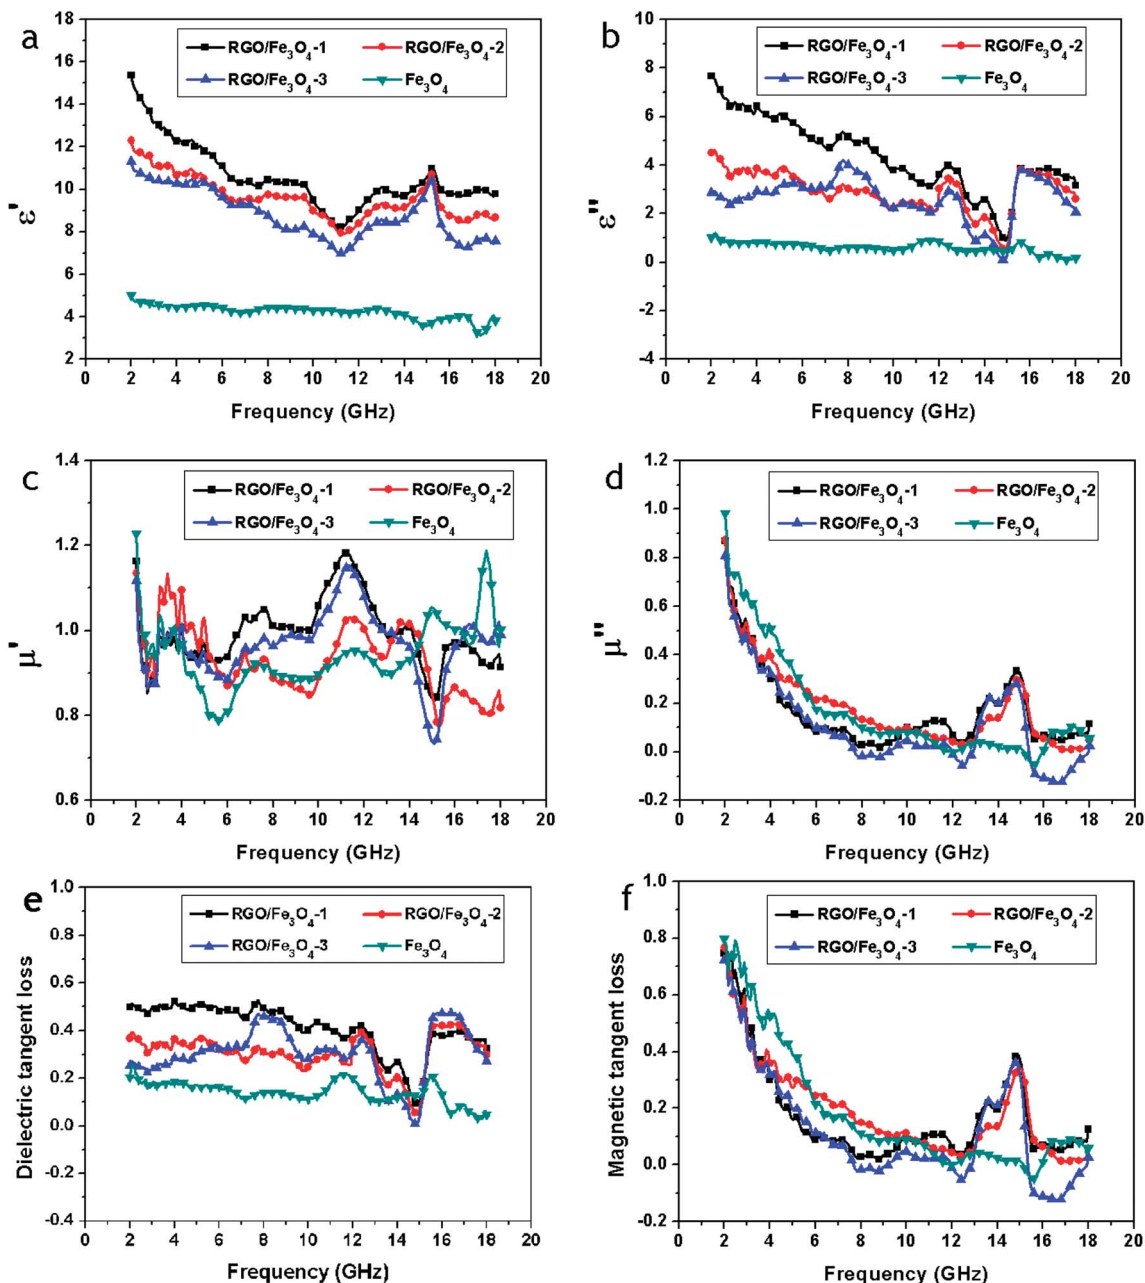 a
RGO/Fe₃O₄-1 RGO/Fe₃O₄-2
RGO/Fe₃O₄-3 Fe₃O₄
18
16
14
12
10
8
6
4
2
ε'
0 2 4 6 8 10 12 14 16 18 20
Frequency (GHz)
b
RGO/Fe₃O₄-1 RGO/Fe₃O₄-2
RGO/Fe₃O₄-3 Fe₃O₄
10
8
6
4
2
0
-2
-4
ε"
0 2 4 6 8 10 12 14 16 18 20
Frequency (GHz)
c
RGO/Fe₃O₄-1 RGO/Fe₃O₄-2
RGO/Fe₃O₄-3 Fe₃O₄
1.4
1.2
1.0
0.8
0.6
μ'
0 2 4 6 8 10 12 14 16 18 20
Frequency (GHz)
d
RGO/Fe₃O₄-1 RGO/Fe₃O₄-2
RGO/Fe₃O₄-3 Fe₃O₄
1.2
1.0
0.8
0.6
0.4
0.2
0.0
-0.2
μ"
0 2 4 6 8 10 12 14 16 18 20
Frequency (GHz)
e
RGO/Fe₃O₄-1 RGO/Fe₃O₄-2
RGO/Fe₃O₄-3 Fe₃O₄
1.0
0.8
0.6
0.4
0.2
0.0
-0.2
-0.4
Dielectric tangent loss
0 2 4 6 8 10 12 14 16 18 20
Frequency (GHz)
f
RGO/Fe₃O₄-1 RGO/Fe₃O₄-2
RGO/Fe₃O₄-3 Fe₃O₄
1.0
0.8
0.6
0.4
0.2
0.0
-0.2
Magnetic tangent loss
0 2 4 6 8 10 12 14 16 18 20
Frequency (GHz)